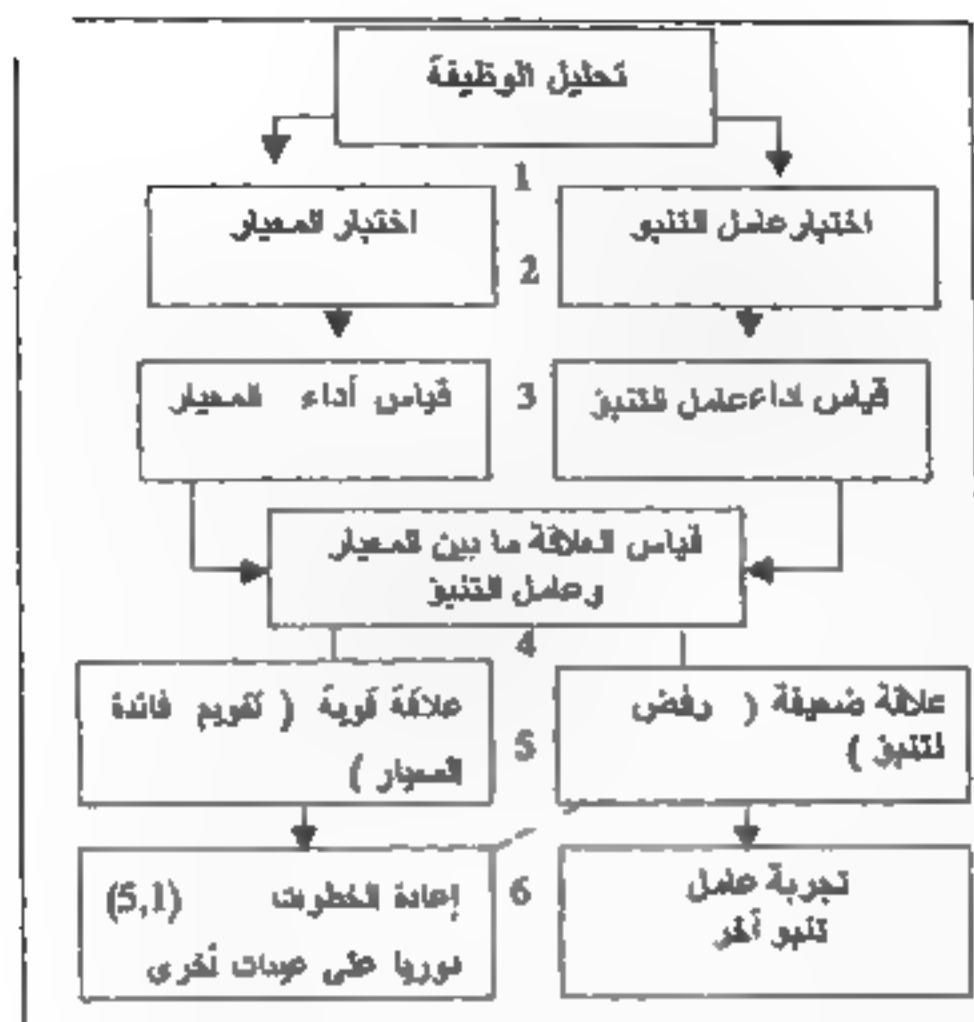 تحليل الوظيفة
1
اختبار عامل التنبو
اختبار المعيار
2
قياس اداء عامل التنبؤ
3
قياس أداء المعيار
قياس العلاقة ما بين المعيار
وعامل التنبؤ
4
علاقة ضعيفة ( رفض
التنبؤ )
5
علاقة قوية ( تقويم فائدة
المعيار )
تجربة عامل
تنبو آخر
6
إعادة الخطوات (5,1)
دوريا على عينات أخرى